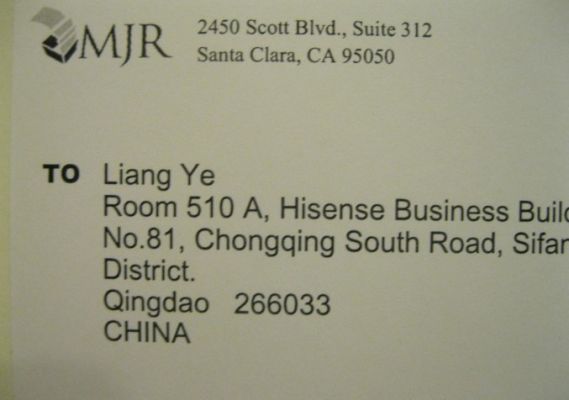 MJR
2450 Scott Blvd., Suite 312
Santa Clara, CA 95050
TO Liang Ye
Room 510 A, Hisense Business
No.81, Chongqing South Road,
District.
Qingdao 266033
CHINA